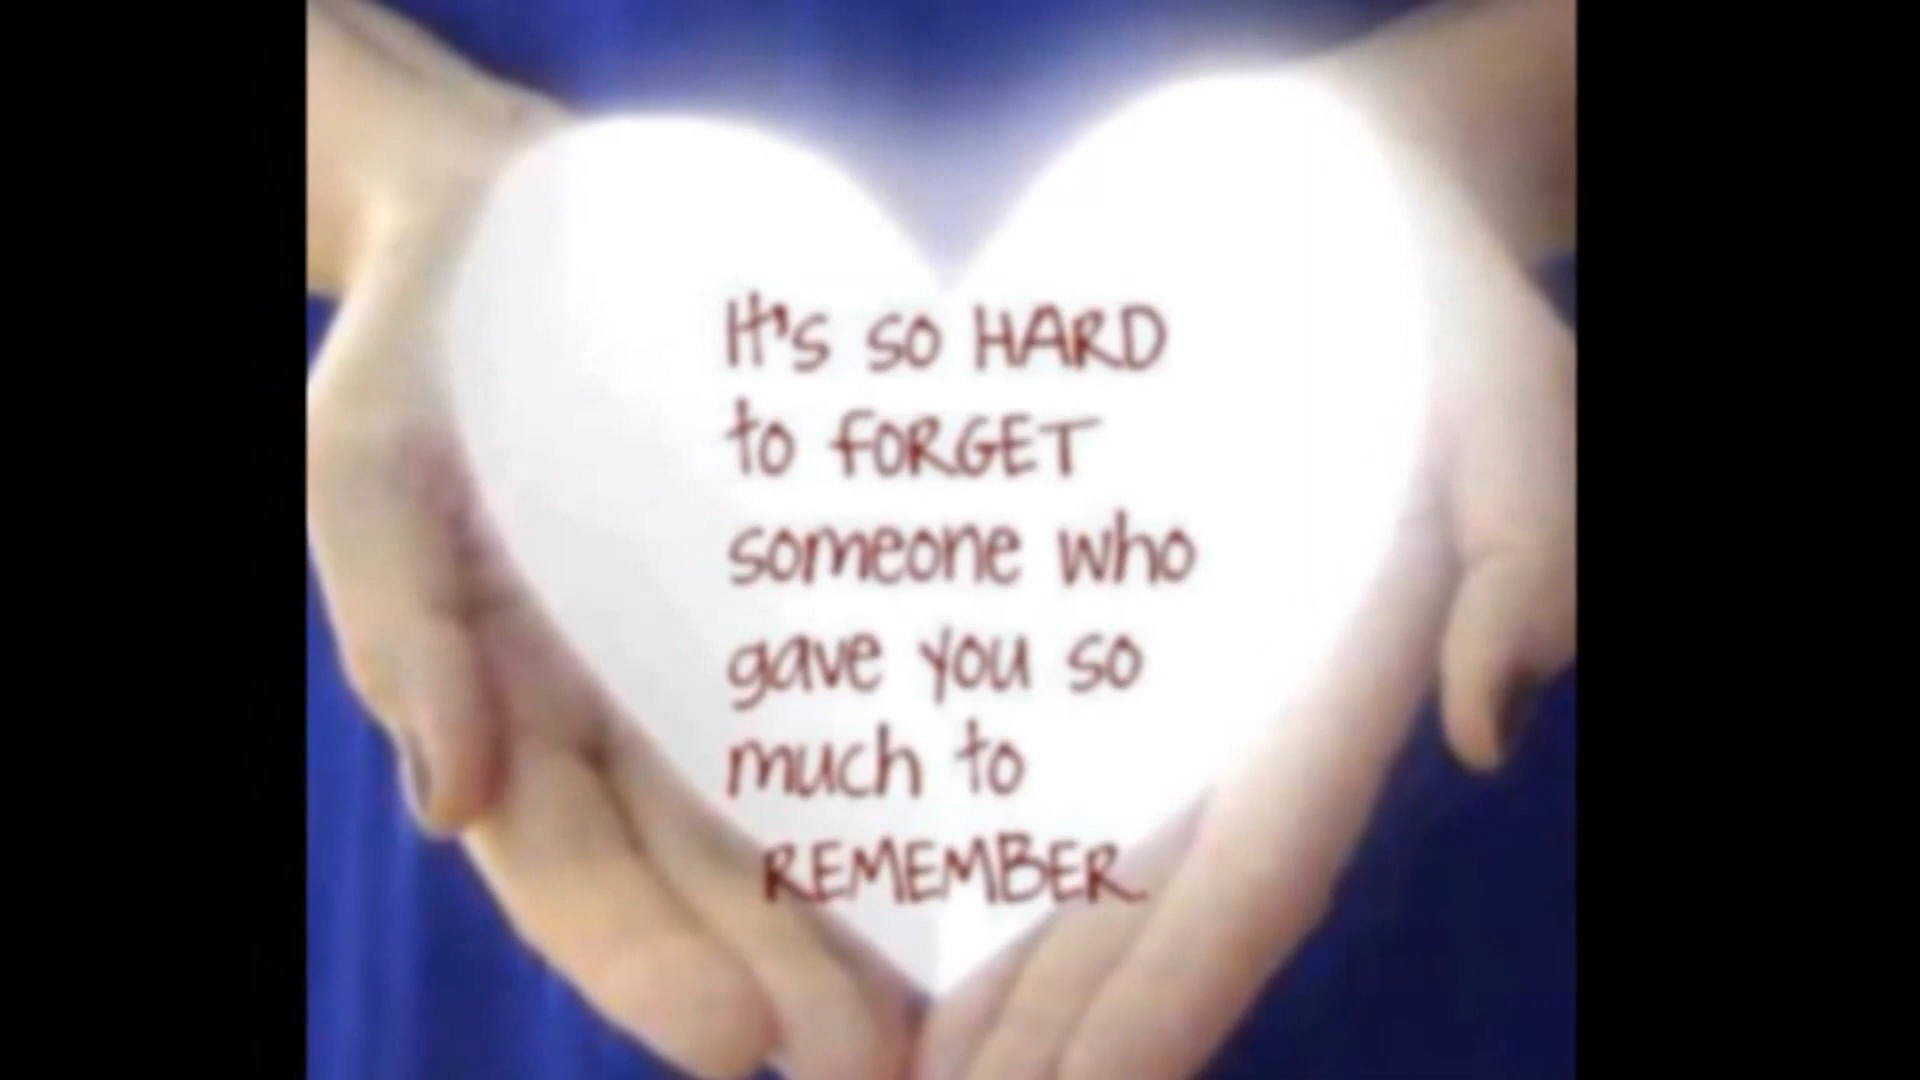 It's so HARD
to FORGET
someone who
gave you so
much to
REMEMBER